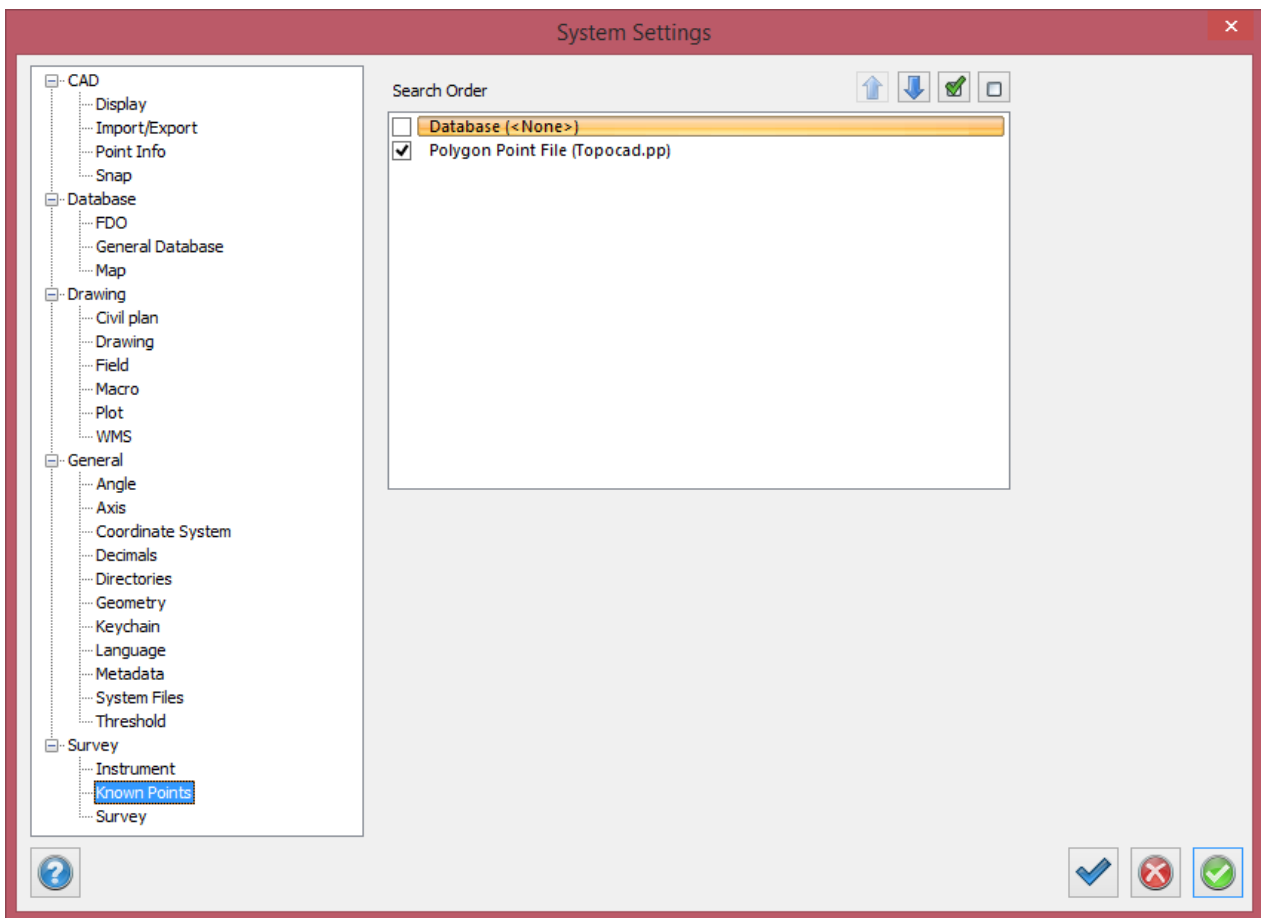 System Settings
CAD
Display
Import/Export
Point Info
Snap
Database
FDO
General Database
Map
Drawing
Civil plan
Drawing
Field
Macro
Plot
WMS
General
Angle
Axis
Coordinate System
Decimals
Directories
Geometry
Keychain
Language
Metadata
System Files
Threshold
Survey
Instrument
Known Points
Survey
Search Order
Database (<None>)
Polygon Point File (Topocad.pp)